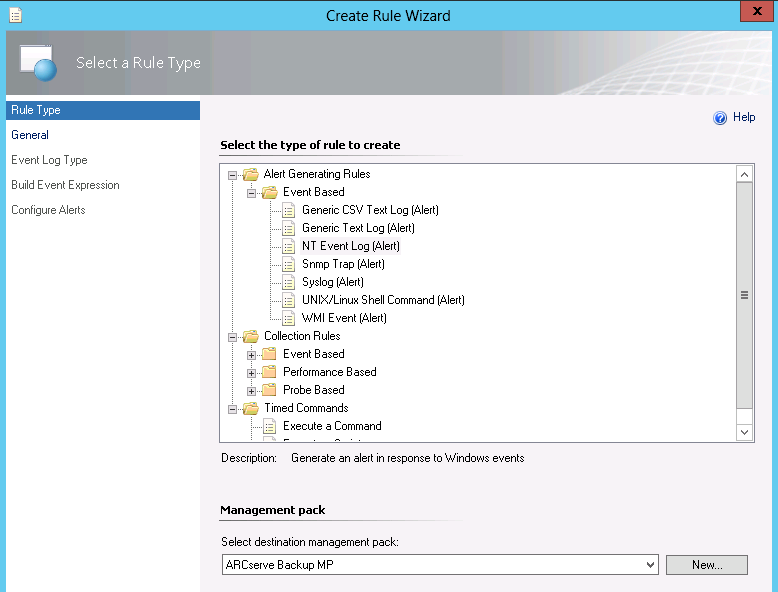 Create Rule Wizard
x
Select a Rule Type
Rule Type
General
Event Log Type
Build Event Expression
Configure Alerts
? Help
Select the type of rule to create
Alert Generating Rules
Event Based
Generic CSV Text Log (Alert)
Generic Text Log (Alert)
NT Event Log (Alert)
Snmp Trap (Alert)
Syslog (Alert)
UNIX/Linux Shell Command (Alert)
WMI Event (Alert)
Collection Rules
Event Based
Performance Based
Probe Based
Timed Commands
Execute a Command
Description: Generate an alert in response to Windows events
Management pack
Select destination management pack:
ARCserve Backup MP
New...